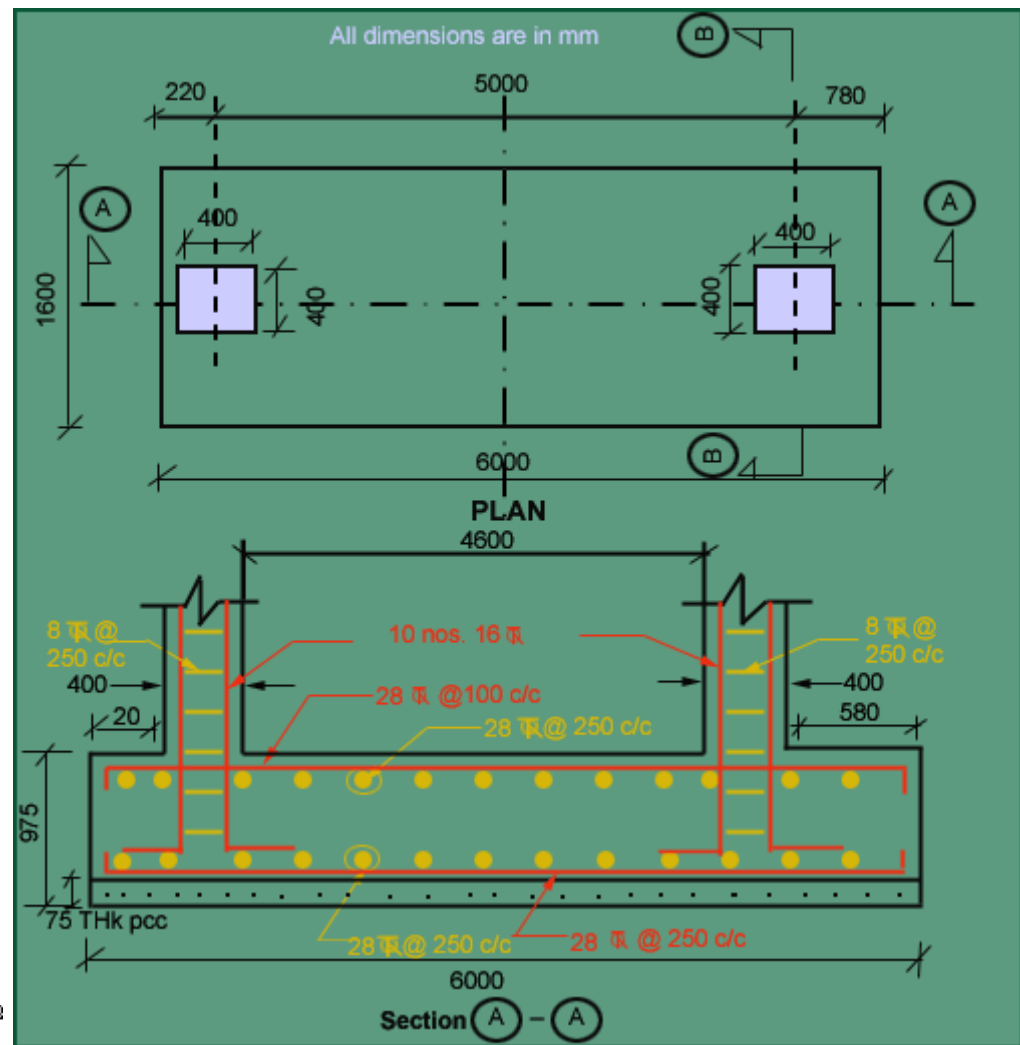 All dimensions are in mm
B
220
5000
780
A
A
400
400
1600
400
400
B
6000
PLAN
4600
8 @
250 c/c
10 nos. 16
8 @
250 c/c
400
28 @100 c/c
400
20
28 @ 250 c/c
580
975
75 THk pcc
28 @ 250 c/c
28 @ 250 c/c
6000
Section A – A